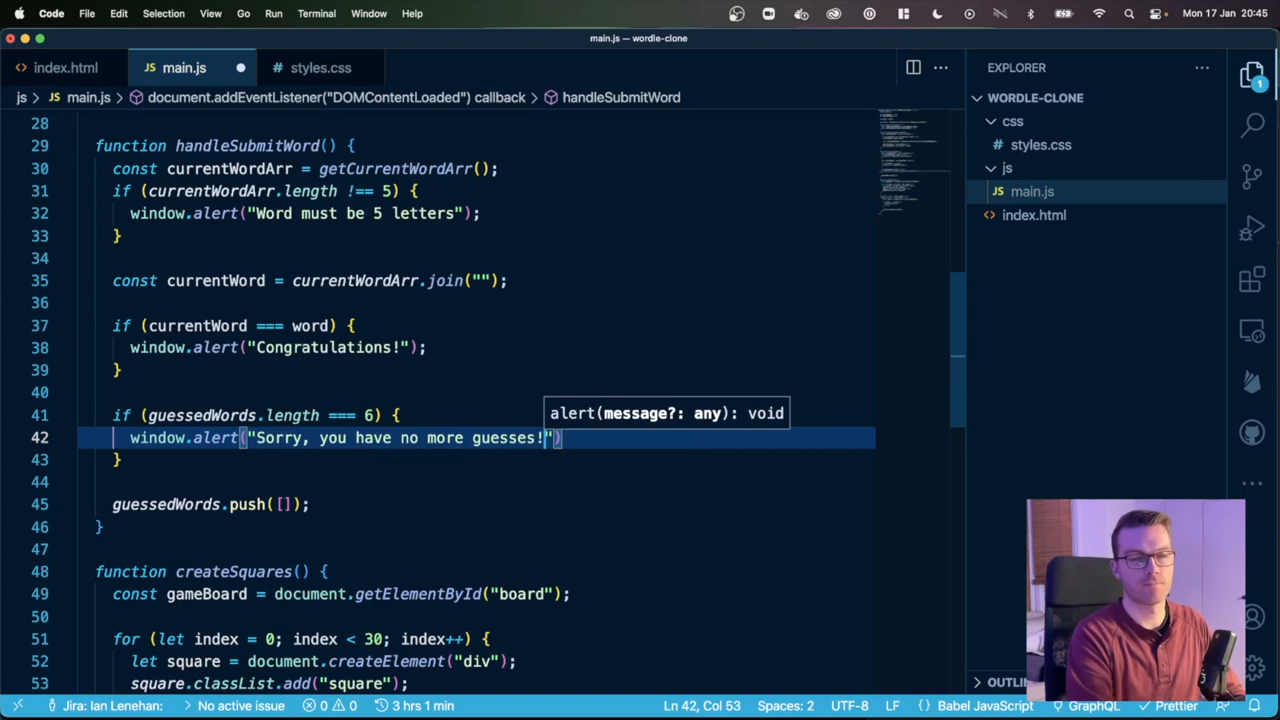 Code File Edit Selection View Go Run Terminal Window Help Mon 17 Jan 20:45
main.js — wordle-clone
<> index.html JS main.js # styles.css ...
EXPLORER ...
js > JS main.js > document.addEventListener("DOMContentLoaded") callback > handleSubmitWord
WORDLE-CLONE
css
# styles.css
js
JS main.js
<> index.html
1
28
29 function handleSubmitWord()
30 const currentWordArr = getCurrentWordArr();
31 if (currentWordArr.length !== 5) {
32 window.alert("Word must be 5 letters");
33 }
34
35 const currentWord = currentWordArr.join("");
36
37 if (currentWord === word) {
38 window.alert("Congratulations!");
39 }
40
41 if (guessedWords.length === 6) {
alert(message?: any): void
42 window.alert("Sorry, you have no more guesses!")
43 }
44
45 guessedWords.push([]);
46 }
47
48 function createSquares() {
49 const gameBoard = document.getElementById("board");
50
51 for (let index = 0; index < 30; index++) {
52 let square = document.createElement("div");
53 square.classList.add("square");
> OUTLIN
Jira: Ian Lenehan: > No active issue 0 0 3 hrs 1 min Ln 42, Col 53 Spaces: 2 UTF-8 LF Babel JavaScript GraphQL Prettier